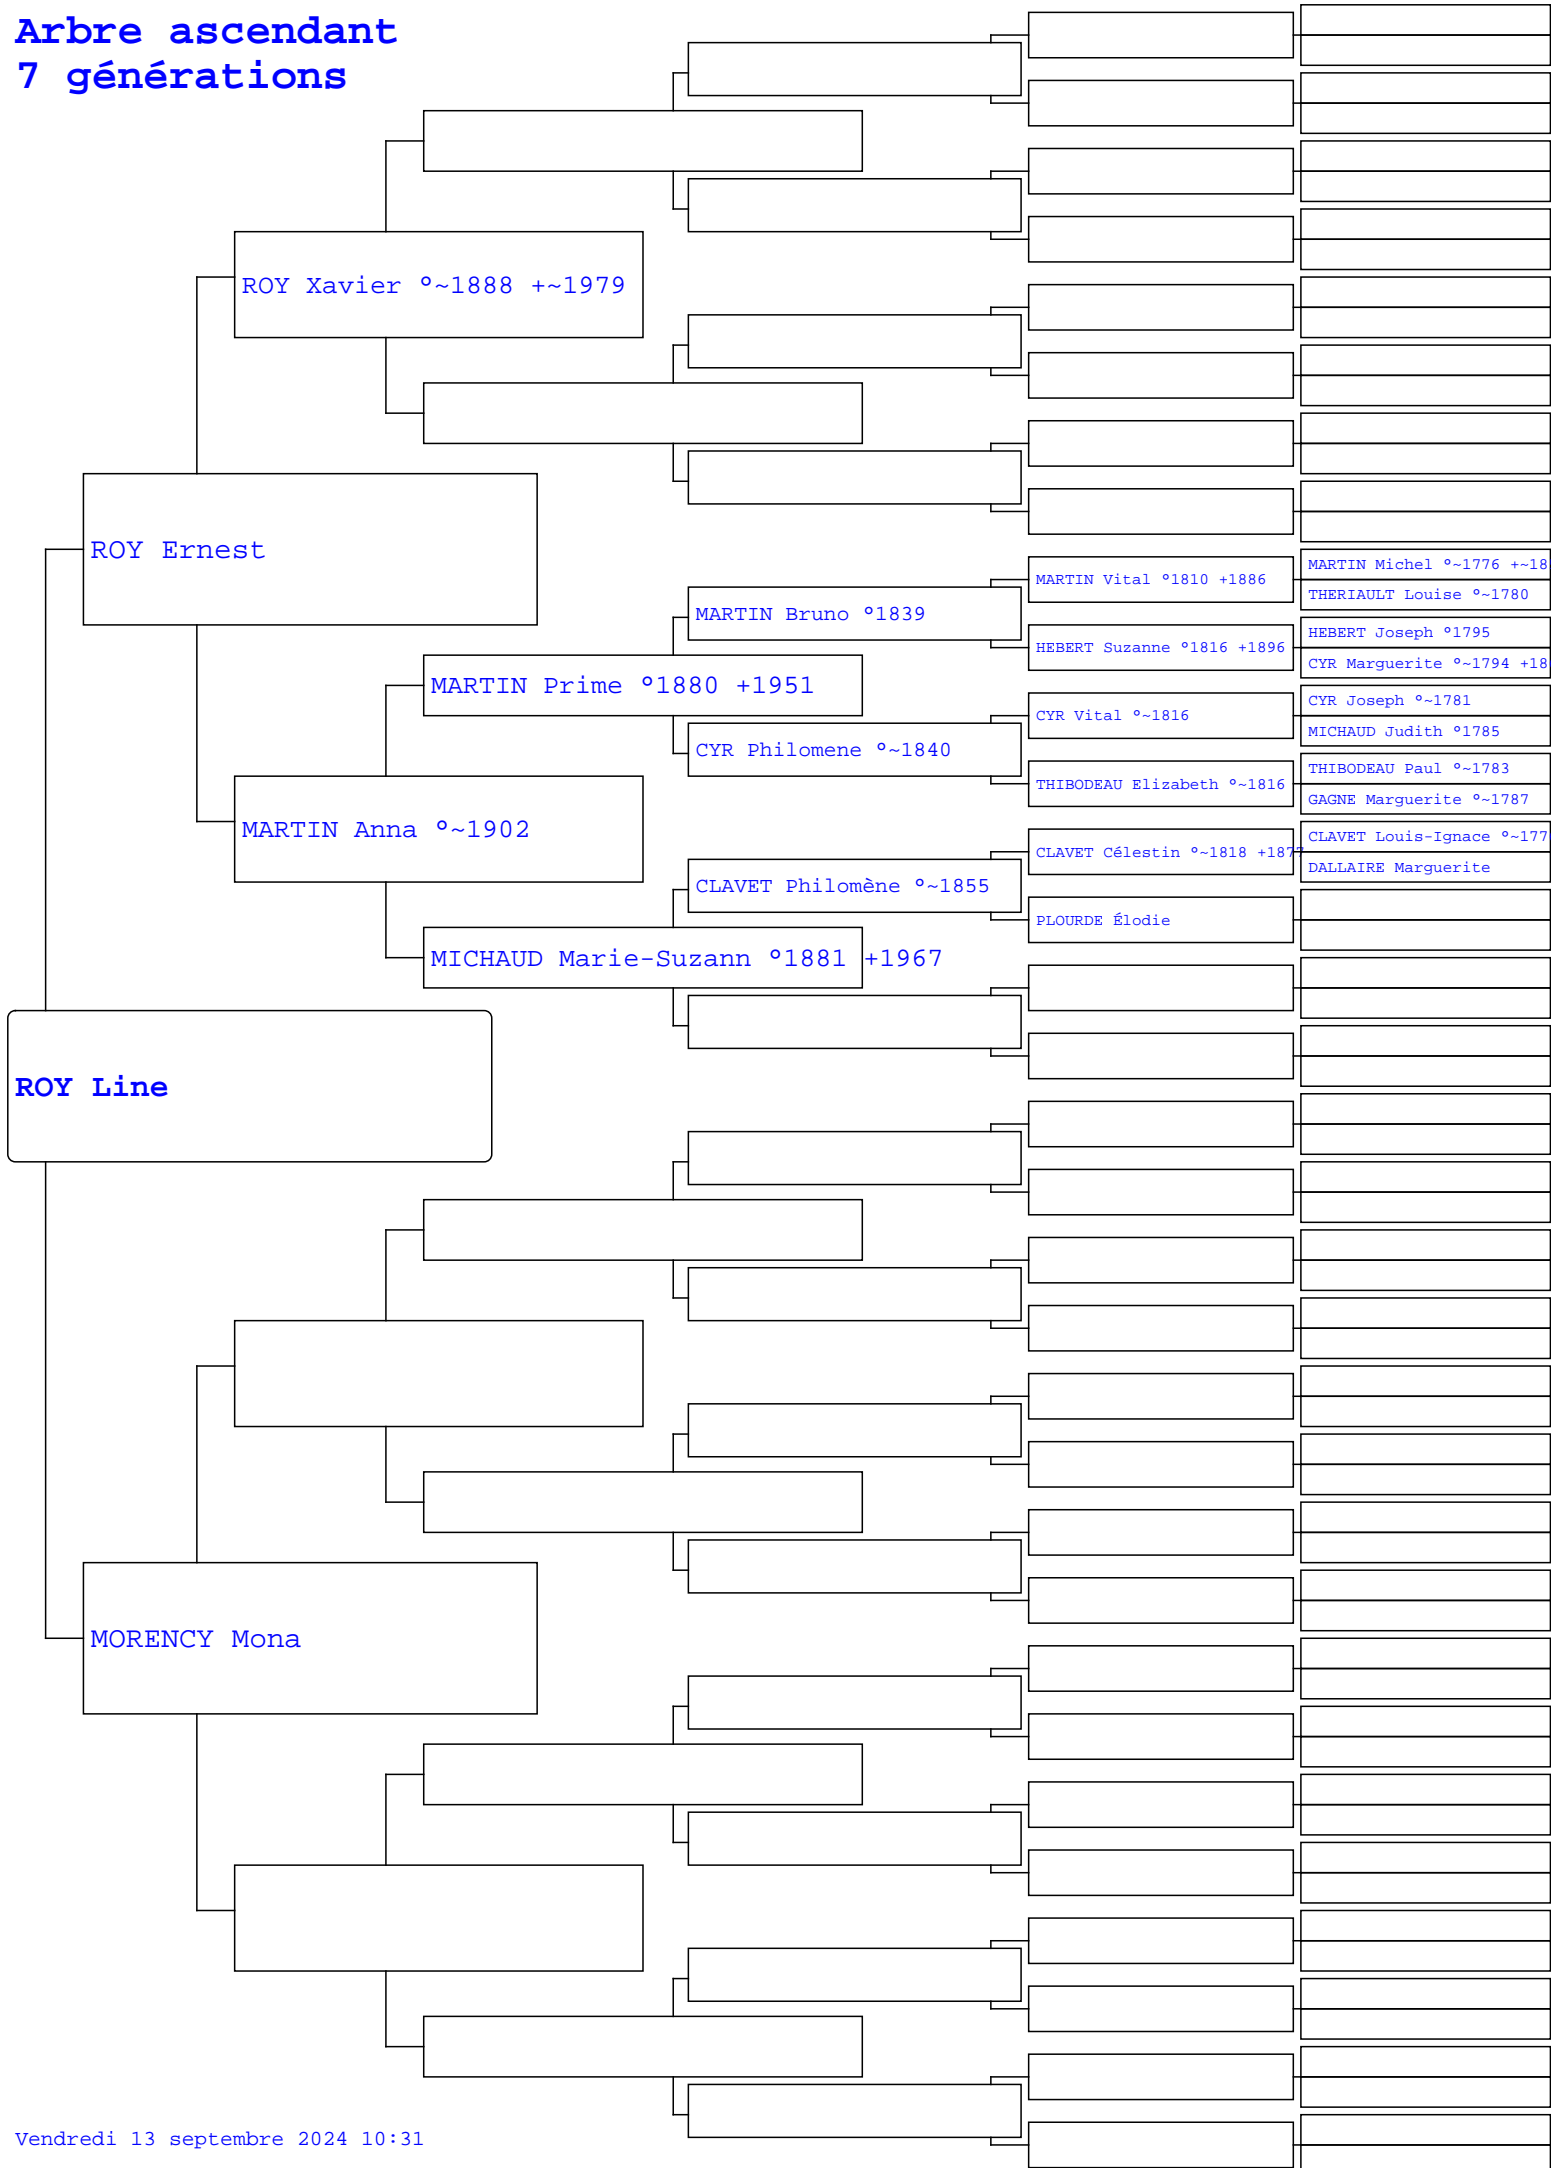 Arbre ascendant
7 générations
ROY Xavier °~1888 +~1979
ROY Ernest
MARTIN Michel °~1776 +~18
MARTIN Vital °1810 +1886
THERIAULT Louise °~1780
MARTIN Bruno °1839
HEBERT Joseph °1795
HEBERT Suzanne °1816 +1896
CYR Marguerite °~1794 +18
MARTIN Prime °1880 +1951
CYR Joseph °~1781
CYR Vital °~1816
MICHAUD Judith °1785
CYR Philomene °~1840
THIBODEAU Paul °~1783
THIBODEAU Elizabeth °~1816
GAGNE Marguerite °~1787
MARTIN Anna °~1902
CLAVET Louis-Ignace °~177
CLAVET Célestin °~1818 +1877
DALLAIRE Marguerite
CLAVET Philomène °~1855
PLOURDE Élodie
MICHAUD Marie-Suzann °1881 +1967
ROY Line
MORENCY Mona
Vendredi 13 septembre 2024 10:31